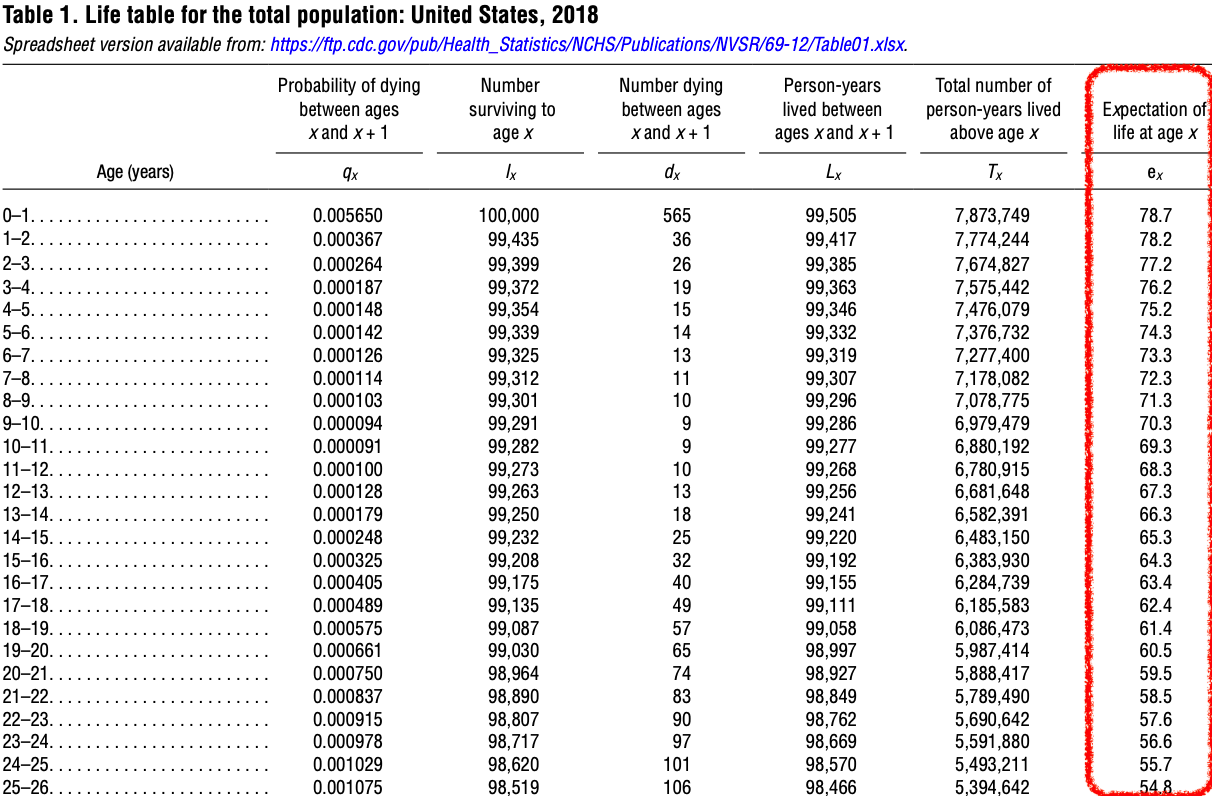 Table 1. Life table for the total population: United States, 2018
Spreadsheet version available from: https://ftp.cdc.gov/pub/Health_Statistics/NCHS/Publications/NVSR/69-12/Table01.xlsx.
Probability of dying between ages x and x + 1 Number surviving to age x Number dying between ages x and x + 1 Person-years lived between ages x and x + 1 Total number of person-years lived above age x Expectation of life at age x
Age (years) qx lx dx Lx Tx ex
0–1. . . . . . . . . . . . . . . . . . . . . . . . . . 0.005650 100,000 565 99,505 7,873,749 78.7
1–2. . . . . . . . . . . . . . . . . . . . . . . . . . 0.000367 99,435 36 99,417 7,774,244 78.2
2–3. . . . . . . . . . . . . . . . . . . . . . . . . . 0.000264 99,399 26 99,385 7,674,827 77.2
3–4. . . . . . . . . . . . . . . . . . . . . . . . . . 0.000187 99,372 19 99,363 7,575,442 76.2
4–5. . . . . . . . . . . . . . . . . . . . . . . . . . 0.000148 99,354 15 99,346 7,476,079 75.2
5–6. . . . . . . . . . . . . . . . . . . . . . . . . . 0.000142 99,339 14 99,332 7,376,732 74.3
6–7. . . . . . . . . . . . . . . . . . . . . . . . . . 0.000126 99,325 13 99,319 7,277,400 73.3
7–8. . . . . . . . . . . . . . . . . . . . . . . . . . 0.000114 99,312 11 99,307 7,178,082 72.3
8–9. . . . . . . . . . . . . . . . . . . . . . . . . . 0.000103 99,301 10 99,296 7,078,775 71.3
9–10. . . . . . . . . . . . . . . . . . . . . . . . . 0.000094 99,291 9 99,286 6,979,479 70.3
10–11. . . . . . . . . . . . . . . . . . . . . . . . 0.000091 99,282 9 99,277 6,880,192 69.3
11–12. . . . . . . . . . . . . . . . . . . . . . . . 0.000100 99,273 10 99,268 6,780,915 68.3
12–13. . . . . . . . . . . . . . . . . . . . . . . . 0.000128 99,263 13 99,256 6,681,648 67.3
13–14. . . . . . . . . . . . . . . . . . . . . . . . 0.000179 99,250 18 99,241 6,582,391 66.3
14–15. . . . . . . . . . . . . . . . . . . . . . . . 0.000248 99,232 25 99,220 6,483,150 65.3
15–16. . . . . . . . . . . . . . . . . . . . . . . . 0.000325 99,208 32 99,192 6,383,930 64.3
16–17. . . . . . . . . . . . . . . . . . . . . . . . 0.000405 99,175 40 99,155 6,284,739 63.4
17–18. . . . . . . . . . . . . . . . . . . . . . . . 0.000489 99,135 49 99,111 6,185,583 62.4
18–19. . . . . . . . . . . . . . . . . . . . . . . . 0.000575 99,087 57 99,058 6,086,473 61.4
19–20. . . . . . . . . . . . . . . . . . . . . . . . 0.000661 99,030 65 98,997 5,987,414 60.5
20–21. . . . . . . . . . . . . . . . . . . . . . . . 0.000750 98,964 74 98,927 5,888,417 59.5
21–22. . . . . . . . . . . . . . . . . . . . . . . . 0.000837 98,890 83 98,849 5,789,490 58.5
22–23. . . . . . . . . . . . . . . . . . . . . . . . 0.000915 98,807 90 98,762 5,690,642 57.6
23–24. . . . . . . . . . . . . . . . . . . . . . . . 0.000978 98,717 97 98,669 5,591,880 56.6
24–25. . . . . . . . . . . . . . . . . . . . . . . . 0.001029 98,620 101 98,570 5,493,211 55.7
25–26. . . . . . . . . . . . . . . . . . . . . . . . 0.001075 98,519 106 98,466 5,394,642 54.8